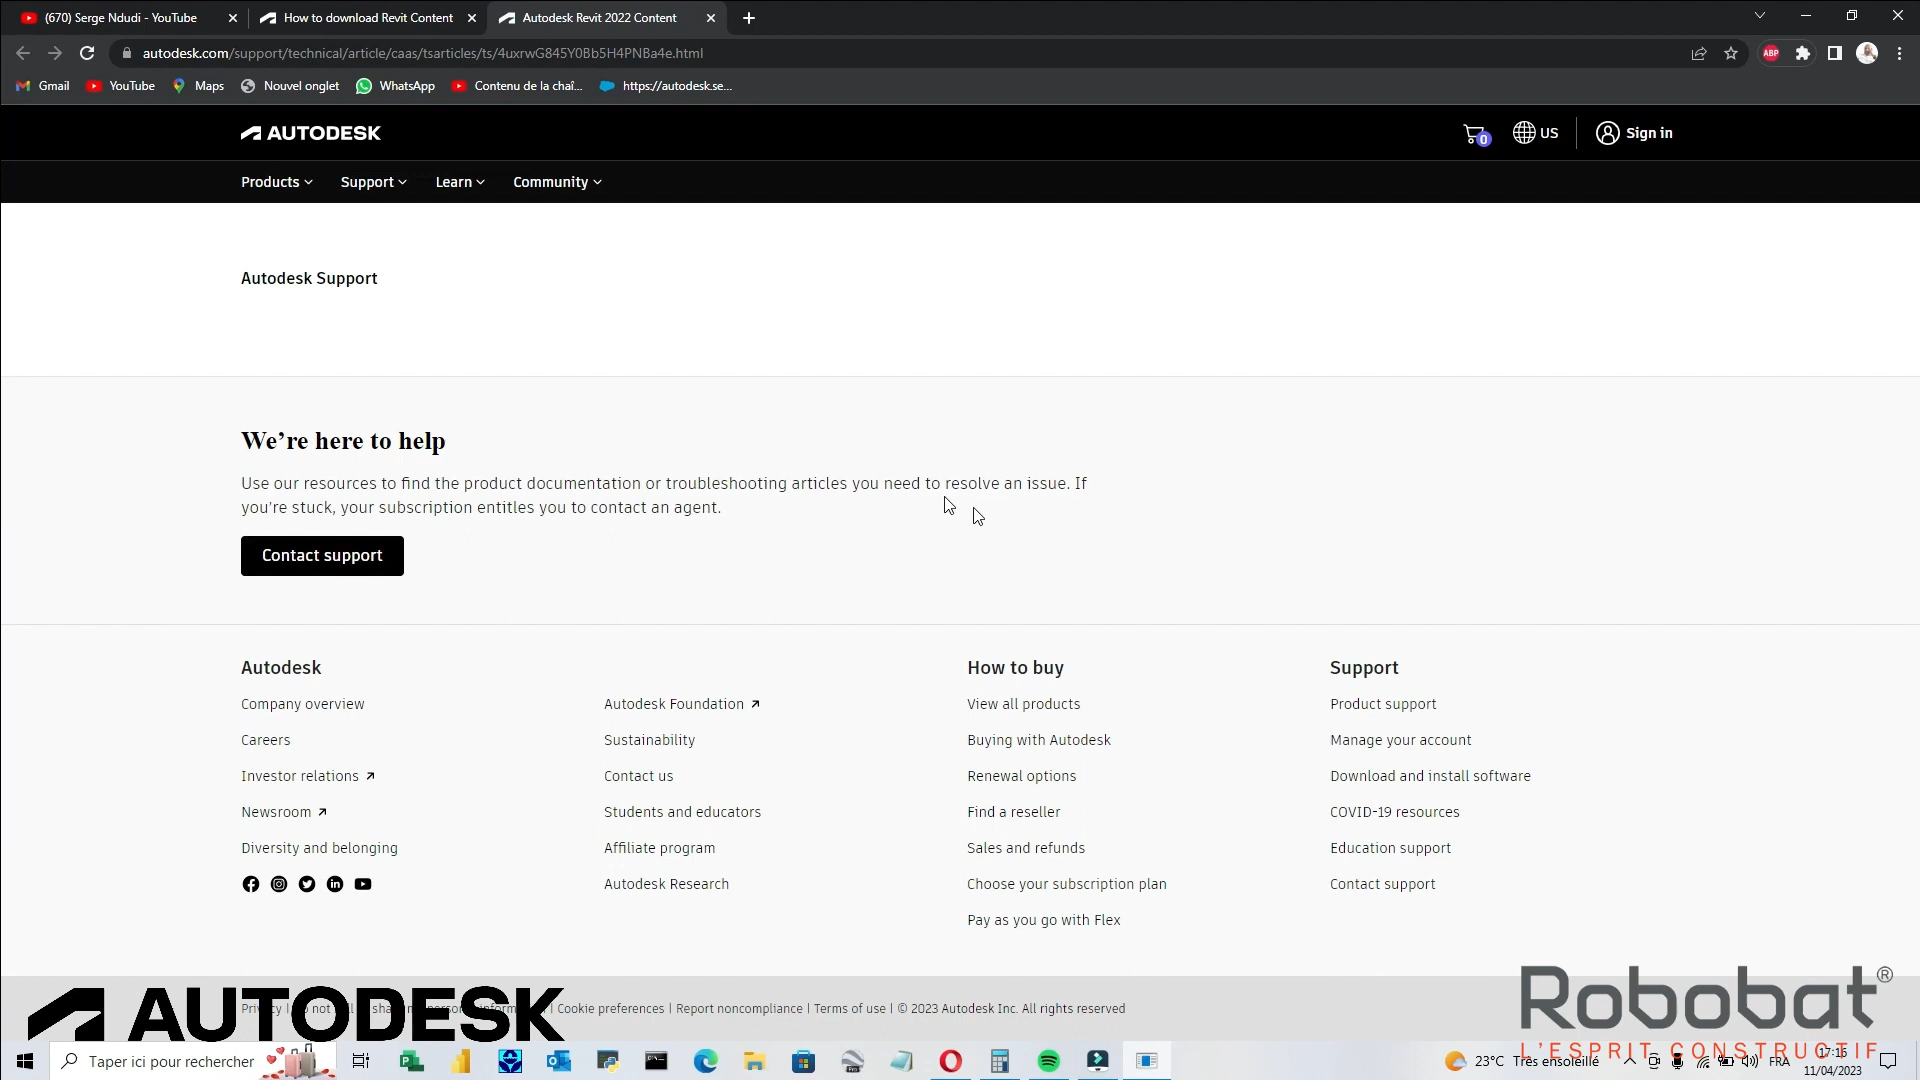 (670) Serge Ndudi - YouTube
How to download Revit Content
Autodesk Revit 2022 Content
autodesk.com/support/technical/article/caas/tsarticles/ts/4uxrwG845Y0Bb5H4PNBa4e.html
ABP
Gmail
YouTube
Maps
Nouvel onglet
WhatsApp
Contenu de la chaî...
https://autodesk.se...
AUTODESK
0
US
Sign in
Products
Support
Learn
Community
Autodesk Support
We're here to help
Use our resources to find the product documentation or troubleshooting articles you need to resolve an issue. If
you're stuck, your subscription entitles you to contact an agent.
Contact support
Autodesk
Company overview
Careers
Investor relations
Newsroom
Diversity and belonging
Autodesk Foundation
Sustainability
Contact us
Students and educators
Affiliate program
Autodesk Research
How to buy
View all products
Buying with Autodesk
Renewal options
Find a reseller
Sales and refunds
Choose your subscription plan
Pay as you go with Flex
Support
Product support
Manage your account
Download and install software
COVID-19 resources
Education support
Contact support
Cookie preferences | Report noncompliance | Terms of use | © 2023 Autodesk Inc. All rights reserved
AUTODESK
Robobat®
L'ESPRIT CONSTRUCTIF
Taper ici pour rechercher
23°C Très ensoleillé
FRA
17:16
11/04/2023